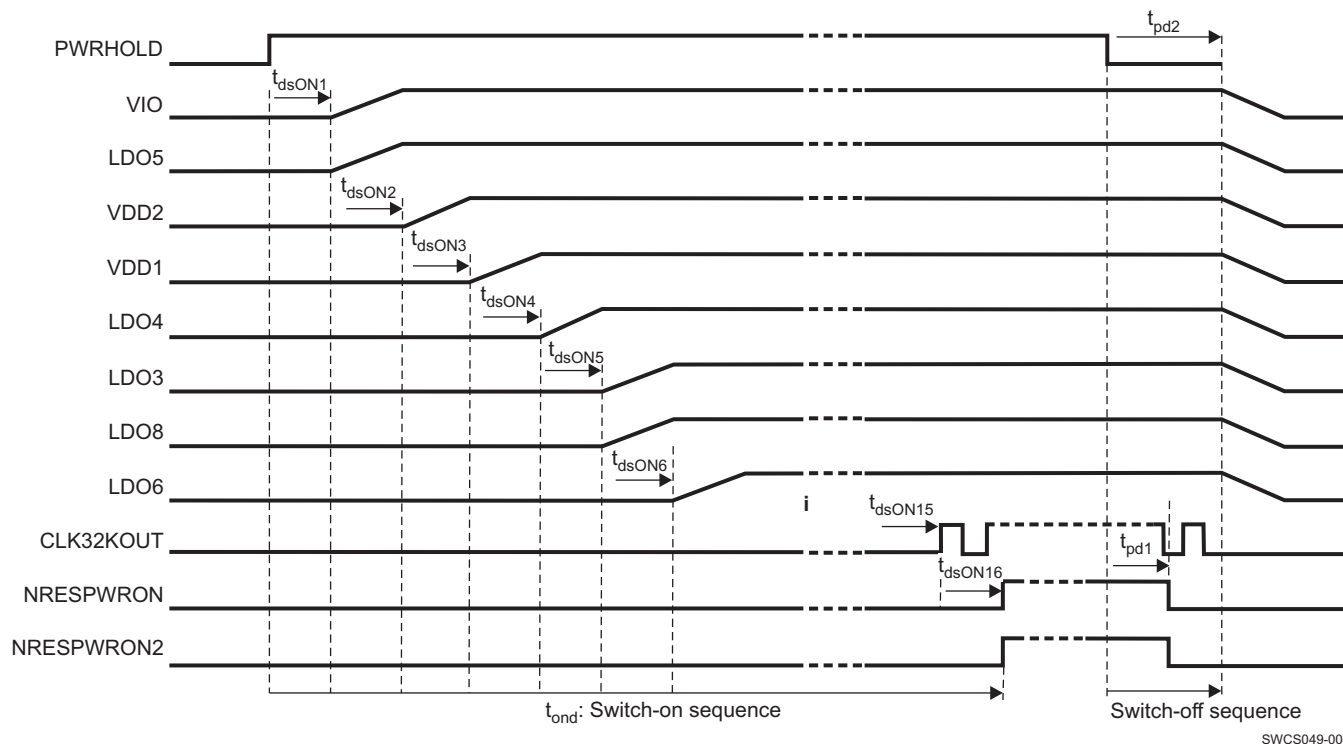 PWRHOLD
tpd2
tdsON1
VIO
LDO5
tdsON2
VDD2
tdsON3
VDD1
tdsON4
LDO4
tdsON5
LDO3
LDO8
tdsON6
LDO6
i
tdsON15
CLK32KOUT
tpd1
tdsON16
NRESPWRON
NRESPWRON2
tond: Switch-on sequence
Switch-off sequence
SWCS049-00